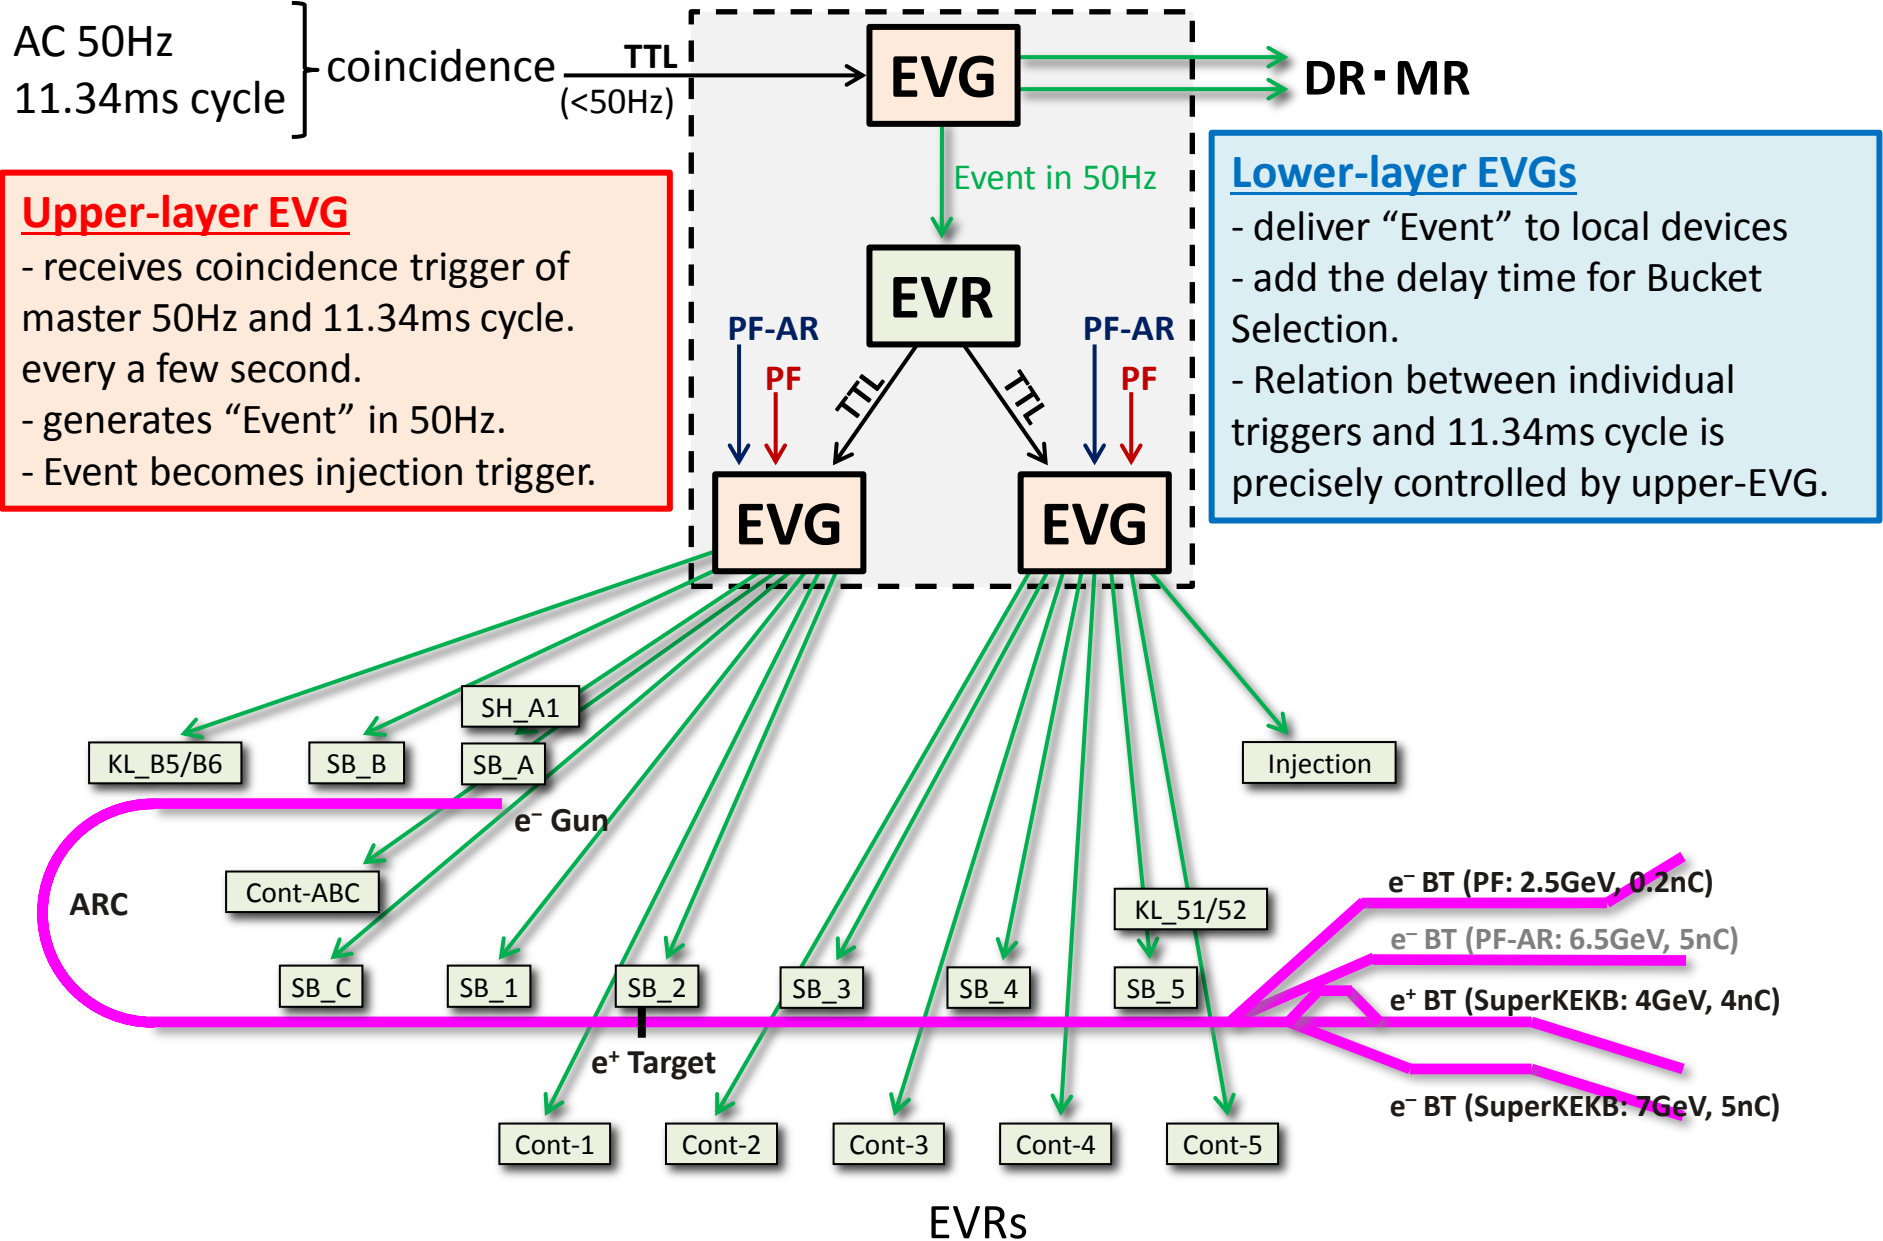 AC 50Hz
11.34ms cycle
coincidence
TTL
(<50Hz)
EVG
DR・MR
Event in 50Hz
EVR
Upper-layer EVG
- receives coincidence trigger of
master 50Hz and 11.34ms cycle.
every a few second.
- generates “Event” in 50Hz.
- Event becomes injection trigger.
Lower-layer EVGs
- deliver “Event” to local devices
- add the delay time for Bucket
Selection.
- Relation between individual
triggers and 11.34ms cycle is
precisely controlled by upper-EVG.
PF-AR
PF
TTL
TTL
PF-AR
PF
EVG
EVG
SH_A1
KL_B5/B6
SB_B
SB_A
Injection
e⁻ Gun
Cont-ABC
ARC
KL_51/52
e⁻ BT (PF: 2.5GeV, 0.2nC)
e⁻ BT (PF-AR: 6.5GeV, 5nC)
SB_C
SB_1
SB_2
SB_3
SB_4
SB_5
e⁺ BT (SuperKEKB: 4GeV, 4nC)
e⁺ Target
e⁻ BT (SuperKEKB: 7GeV, 5nC)
Cont-1
Cont-2
Cont-3
Cont-4
Cont-5
EVRs